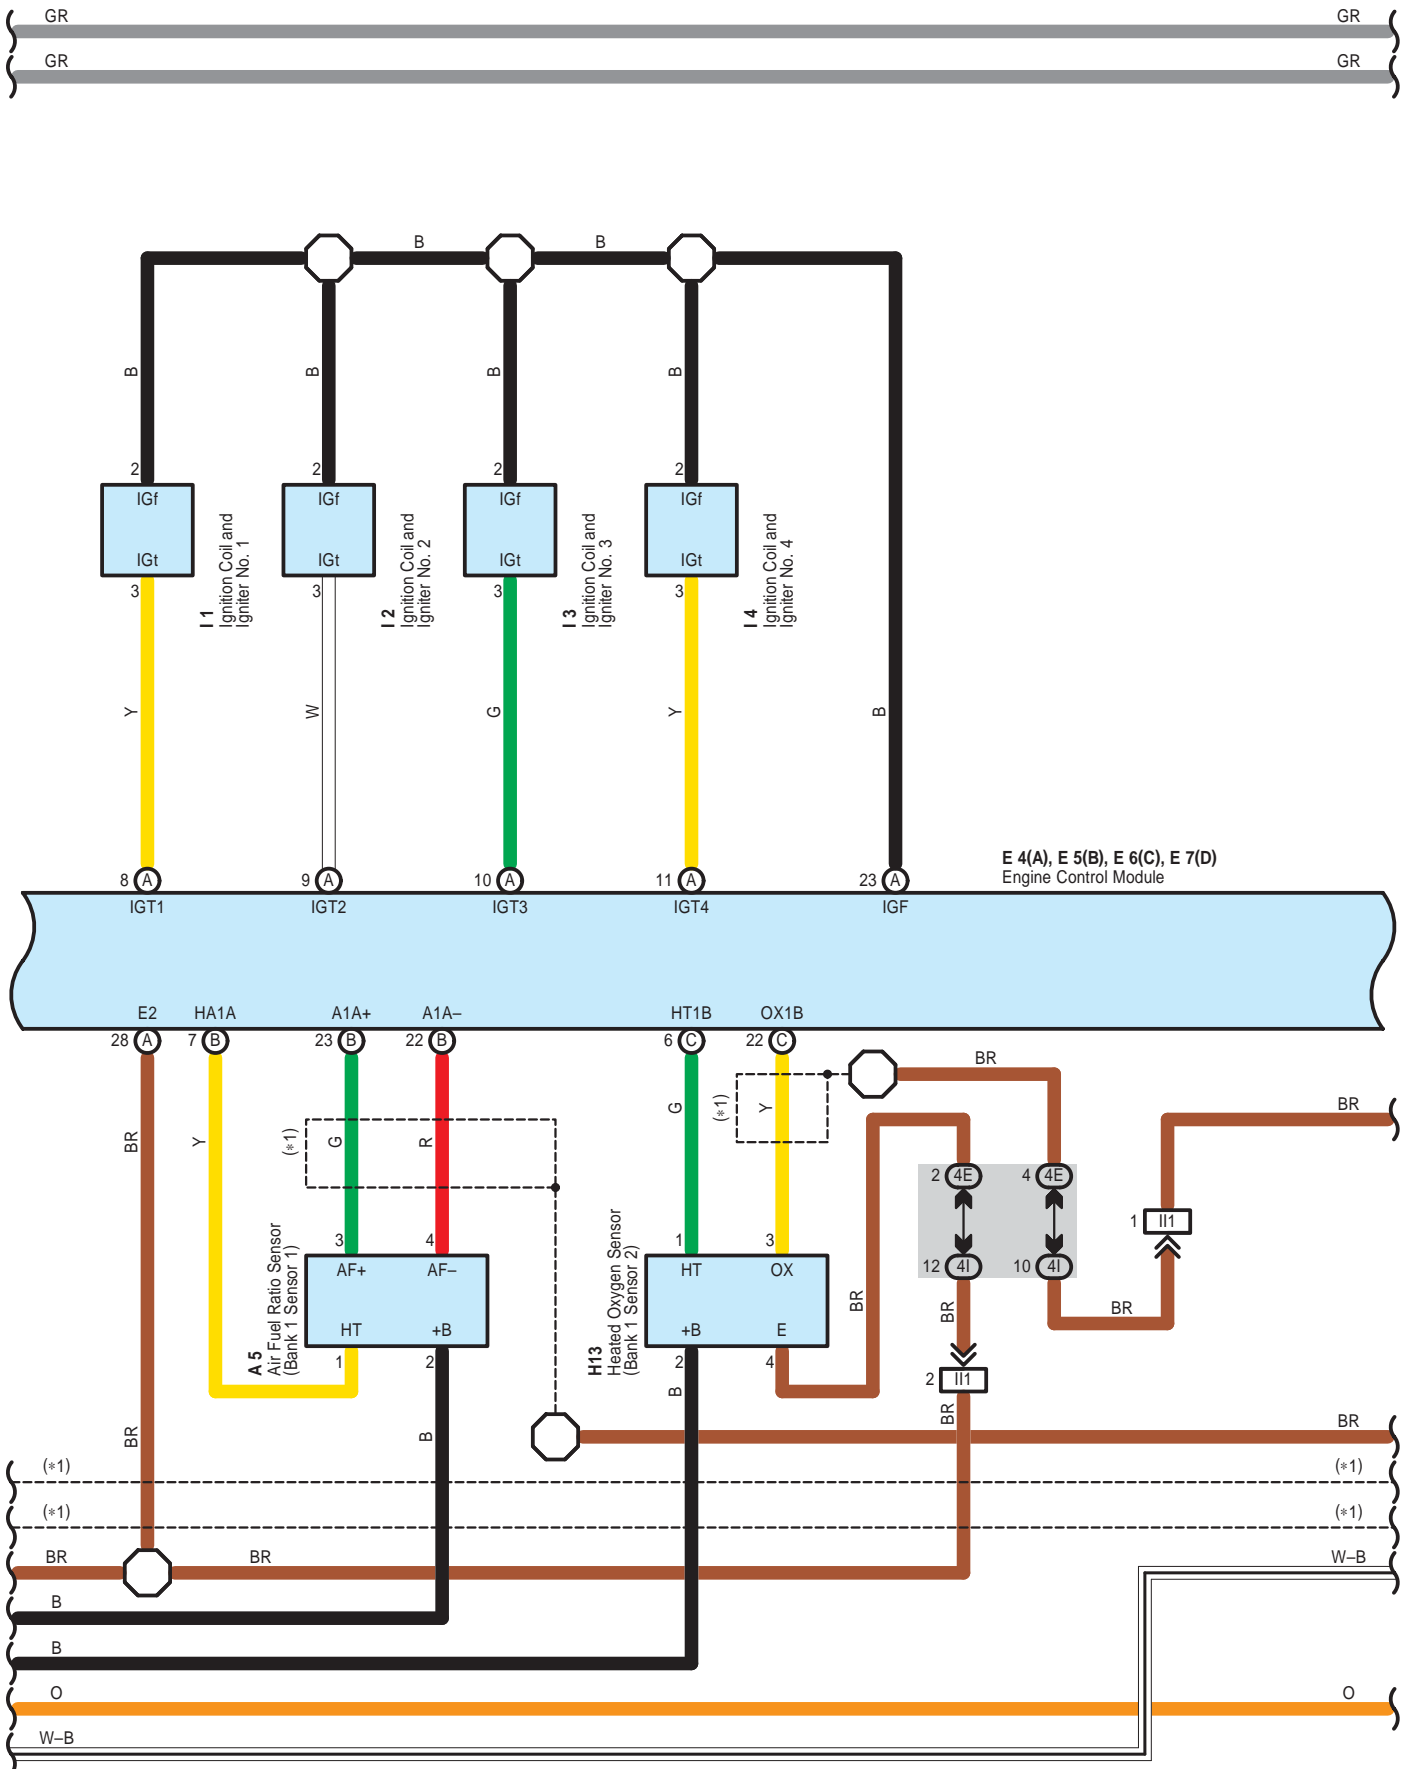 GR GR
GR GR
B B
B B B B
2 2 2 2
IGf IGf IGf IGf
IGt IGt IGt IGt
3 3 3 3
I 1
Ignition Coil and
Igniter No. 1
I 2
Ignition Coil and
Igniter No. 2
I 3
Ignition Coil and
Igniter No. 3
I 4
Ignition Coil and
Igniter No. 4
Y W G Y B
E 4(A), E 5(B), E 6(C), E 7(D)
Engine Control Module
8 A 9 A 10 A 11 A 23 A
IGT1 IGT2 IGT3 IGT4 IGF
E2 HA1A A1A+ A1A– HT1B OX1B
28 A 7 B 23 B 22 B 6 C 22 C
BR
BR
BR Y (*1) G R G (*1) Y
2 4E 4 4E
1 II1
3 4 1 3
AF+ AF– HT OX
12 4I 10 4I
HT +B +B E
BR BR BR
1 2 2 4
A 5
Air Fuel Ratio Sensor
(Bank 1 Sensor 1)
H13
Heated Oxygen Sensor
(Bank 1 Sensor 2)
2 II1
B
BR B BR BR
(*1) (*1)
(*1) (*1)
BR BR W–B
B
B
O O
W–B